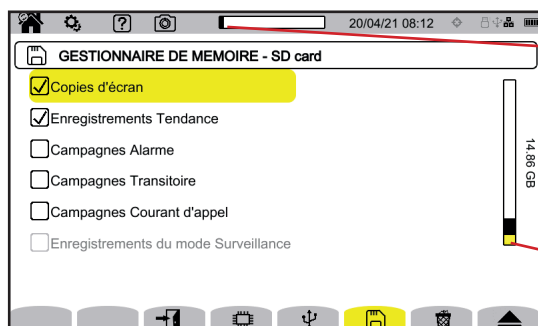 20/04/21 08:12
GESTIONNAIRE DE MEMOIRE - SD card
Copies d'écran
Enregistrements Tendance
Campagnes Alarme
Campagnes Transitoire
Campagnes Courant d'appel
Enregistrements du mode Surveillance
14.86 GB